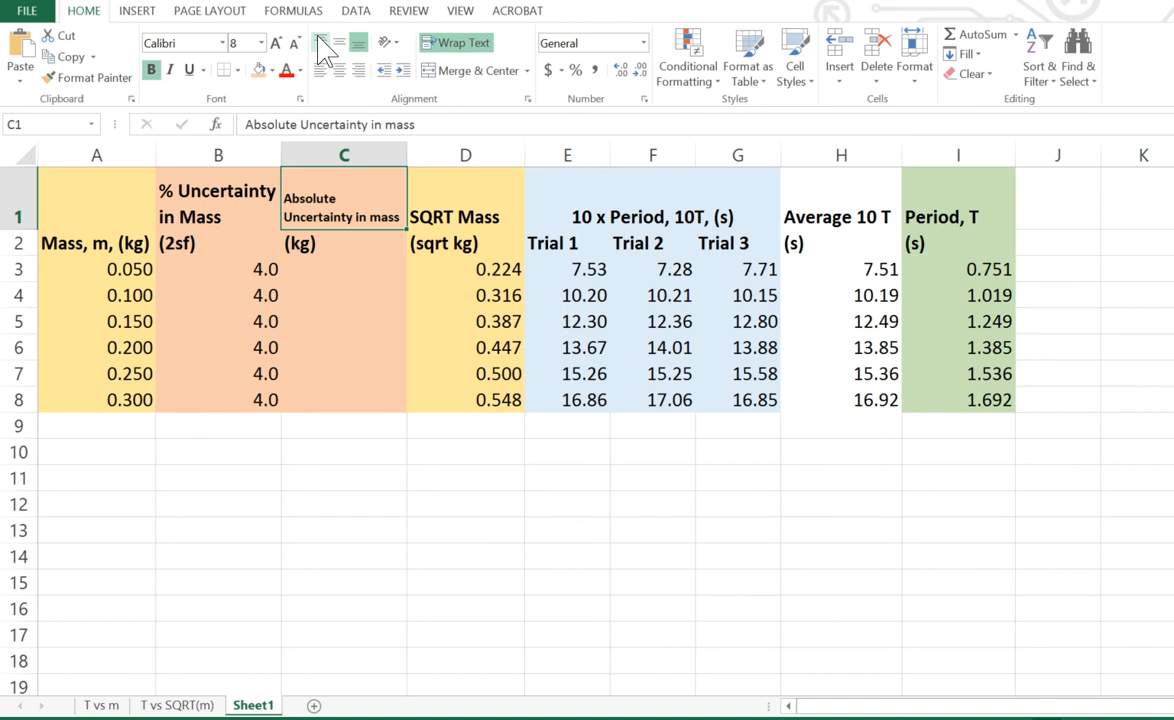 FILE HOME INSERT PAGE LAYOUT FORMULAS DATA REVIEW VIEW ACROBAT
Paste Cut Copy Format Painter
Clipboard
Calibri 8 A A
B I U A
Font
Wrap Text
Merge & Center
Alignment
General
$ % , .0 .00 .00 .0
Number
Conditional Formatting
Format as Table
Cell Styles
Styles
Insert Delete Format
Cells
AutoSum
Fill
Clear
Sort & Filter
Find & Select
Editing
C1 fx Absolute Uncertainty in mass
A B C D E F G H I J K
1 % Uncertainty in Mass Absolute Uncertainty in mass SQRT Mass 10 x Period, 10T, (s) Average 10 T Period, T
2 Mass, m, (kg) (2sf) (kg) (sqrt kg) Trial 1 Trial 2 Trial 3 (s) (s)
3 0.050 4.0 0.224 7.53 7.28 7.71 7.51 0.751
4 0.100 4.0 0.316 10.20 10.21 10.15 10.19 1.019
5 0.150 4.0 0.387 12.30 12.36 12.80 12.49 1.249
6 0.200 4.0 0.447 13.67 14.01 13.88 13.85 1.385
7 0.250 4.0 0.500 15.26 15.25 15.58 15.36 1.536
8 0.300 4.0 0.548 16.86 17.06 16.85 16.92 1.692
9
10
11
12
13
14
15
16
17
18
19
T vs m T vs SQRT(m) Sheet1